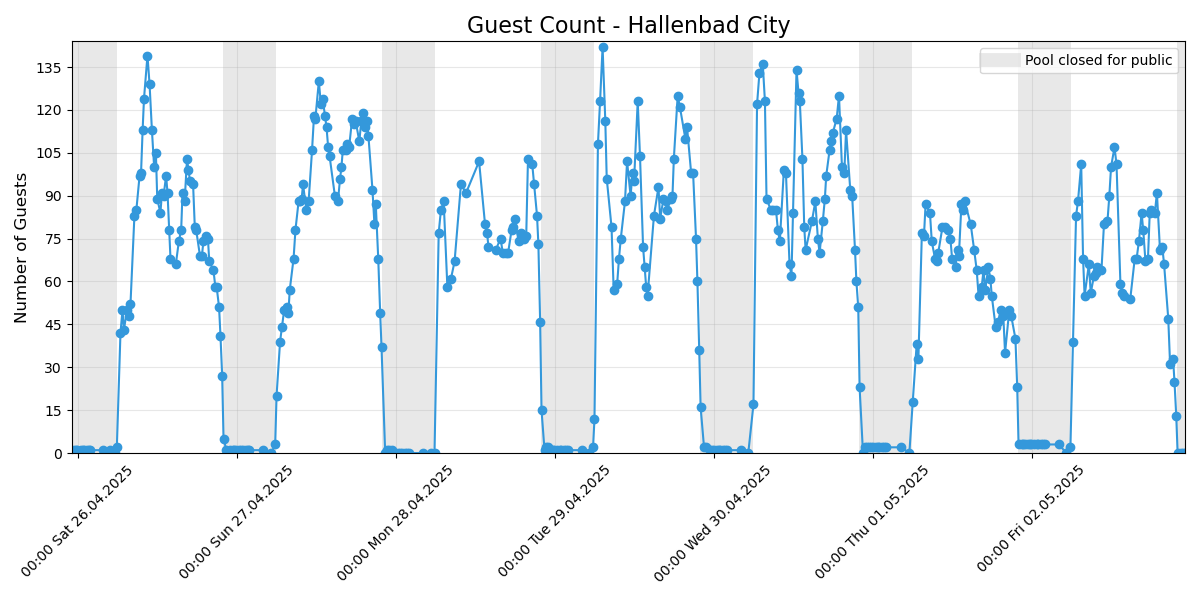 Guest Count - Hallenbad City
Pool closed for public
Number of Guests
135
120
105
90
75
60
45
30
15
0
00:00 Sat 26.04.2025
00:00 Sun 27.04.2025
00:00 Mon 28.04.2025
00:00 Tue 29.04.2025
00:00 Wed 30.04.2025
00:00 Thu 01.05.2025
00:00 Fri 02.05.2025